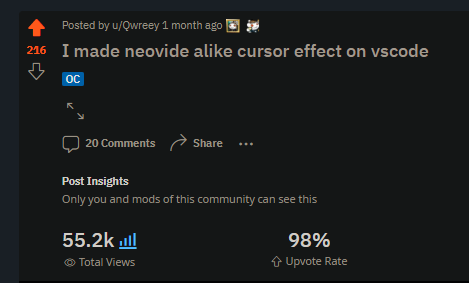 Posted by u/Qwreey 1 month ago
216
I made neovide alike cursor effect on vscode
OC
20 Comments
Share
Post Insights
Only you and mods of this community can see this
55.2k
98%
Total Views
Upvote Rate